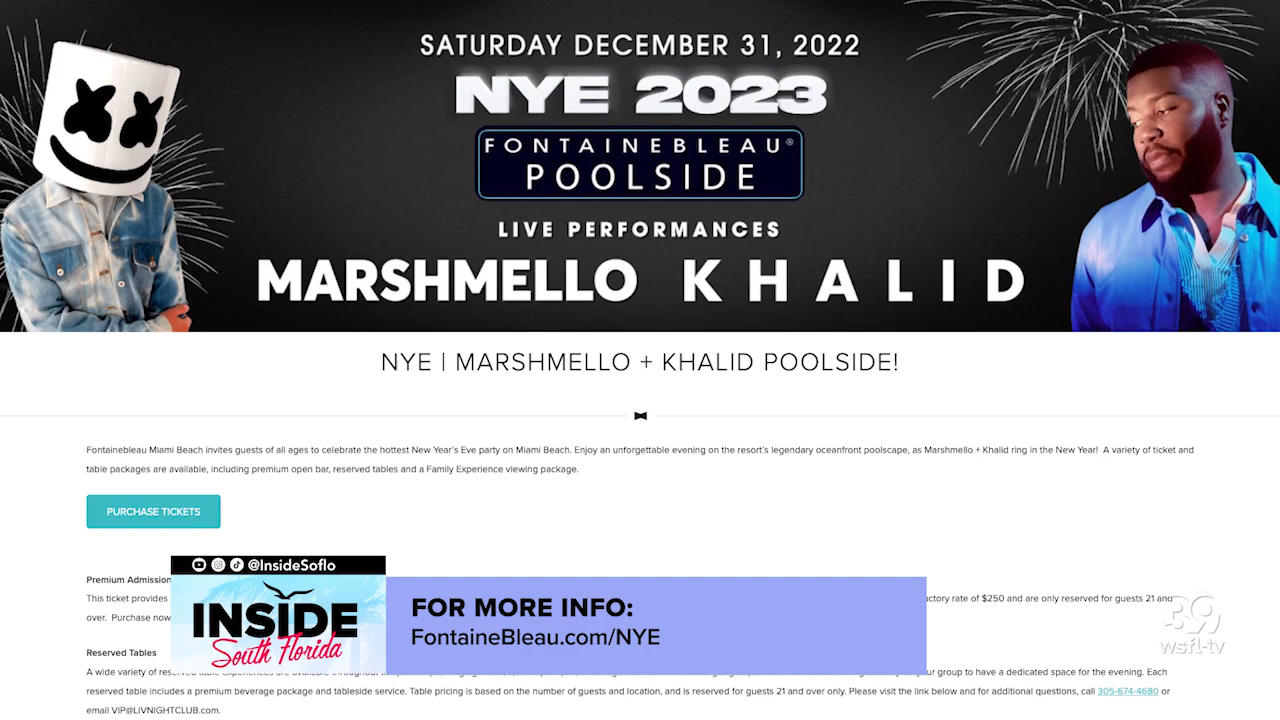 SATURDAY DECEMBER 31, 2022
NYE 2023
FONTAINEBLEAU®
POOLSIDE
LIVE PERFORMANCES
MARSHMELLO KHALID
NYE | MARSHMELLO + KHALID POOLSIDE!
Fontainebleau Miami Beach invites guests of all ages to celebrate the hottest New Year's Eve party on Miami Beach. Enjoy an unforgettable evening on the resort's legendary oceanfront poolscape, as Marshmello + Khalid ring in the New Year! A variety of ticket and
table packages are available, including premium open bar, reserved tables and a Family Experience viewing package.
PURCHASE TICKETS
Premium Admission
This ticket provides
rate of $250 and are only reserved for guests 21 and
over. Purchase now
@InsideSoflo
INSIDE
South Florida
FOR MORE INFO:
FontaineBleau.com/NYE
39
wsfl-tv
Reserved Tables
A wide variety of
group to have a dedicated space for the evening. Each
reserved table includes a premium beverage package and tableside service. Table pricing is based on the number of guests and location, and is reserved for guests 21 and over only. Please visit the link below and for additional questions, call 305-674-4680 or
email VIP@LIVNIGHTCLUB.com.